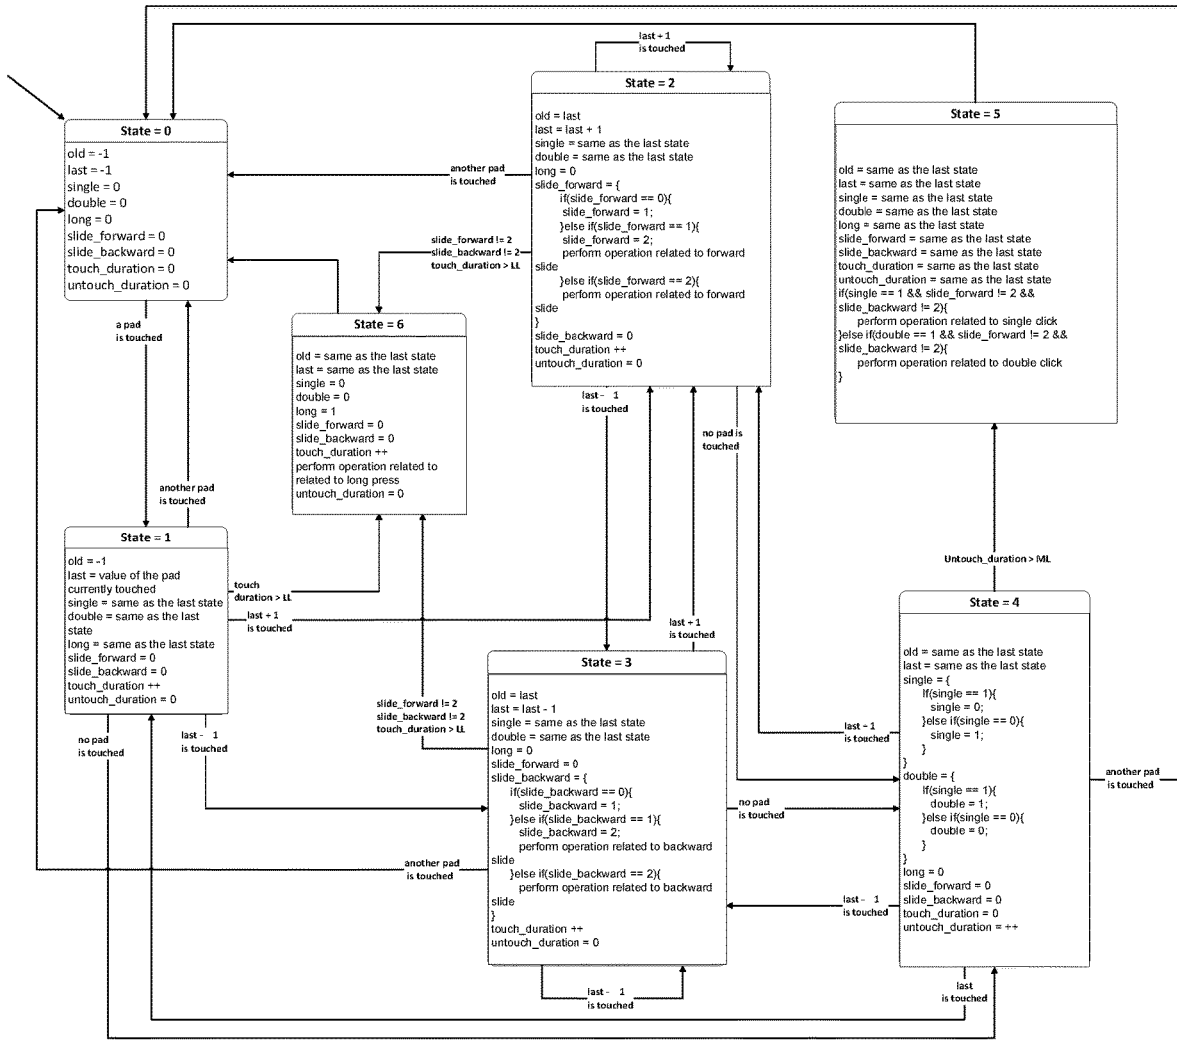 last + 1
is touched
State = 2
old = last
last = last + 1
single = same as the last state
double = same as the last state
long = 0
slide_forward = {
if(slide_forward == 0){
slide_forward = 1;
}else if(slide_forward == 1){
slide_forward = 2;
perform operation related to forward
slide
}else if(slide_forward == 2){
perform operation related to forward
slide
}
slide_backward = 0
touch_duration ++
untouch_duration = 0
State = 5
old = same as the last state
last = same as the last state
single = same as the last state
double = same as the last state
long = same as the last state
slide_forward = same as the last state
slide_backward = same as the last state
touch_duration = same as the last state
untouch_duration = same as the last state
if(single == 1 && slide_forward != 2 &&
slide_backward != 2){
perform operation related to single click
}else if(double == 1 && slide_forward != 2 &&
slide_backward != 2){
perform operation related to double click
}
State = 0
old = -1
last = -1
single = 0
double = 0
long = 0
slide_forward = 0
slide_backward = 0
touch_duration = 0
untouch_duration = 0
another pad
is touched
slide_forward != 2
slide_backward != 2
touch_duration > LL
a pad
is touched
State = 6
old = same as the last state
last = same as the last state
single = 0
double = 0
long = 1
slide_forward = 0
slide_backward = 0
touch_duration ++
perform operation related to
related to long press
untouch_duration = 0
last - 1
is touched
no pad is
touched
another pad
is touched
State = 1
old = -1
last = value of the pad
currently touched
single = same as the last state
double = same as the last
state
long = same as the last state
slide_forward = 0
slide_backward = 0
touch_duration ++
untouch_duration = 0
touch
duration > LL
last + 1
is touched
last + 1
is touched
Untouch_duration > ML
State = 3
old = last
last = last - 1
single = same as the last state
double = same as the last state
long = 0
slide_forward = 0
slide_backward = {
if(slide_backward == 0){
slide_backward = 1;
}else if(slide_backward == 1){
slide_backward = 2;
perform operation related to backward
slide
}else if(slide_backward == 2){
perform operation related to backward
slide
}
touch_duration ++
untouch_duration = 0
State = 4
old = same as the last state
last = same as the last state
single = {
If(single == 1){
single = 0;
}else if(single == 0){
single = 1;
}
}
double = {
If(single == 1){
double = 1;
}else if(single == 0){
double = 0;
}
}
long = 0
slide_forward = 0
slide_backward = 0
touch_duration = 0
untouch_duration = ++
slide_forward != 2
slide_backward != 2
touch_duration > LL
no pad
is touched
last - 1
is touched
last + 1
is touched
another pad
is touched
no pad
is touched
another pad
is touched
last - 1
is touched
last - 1
is touched
last
is touched